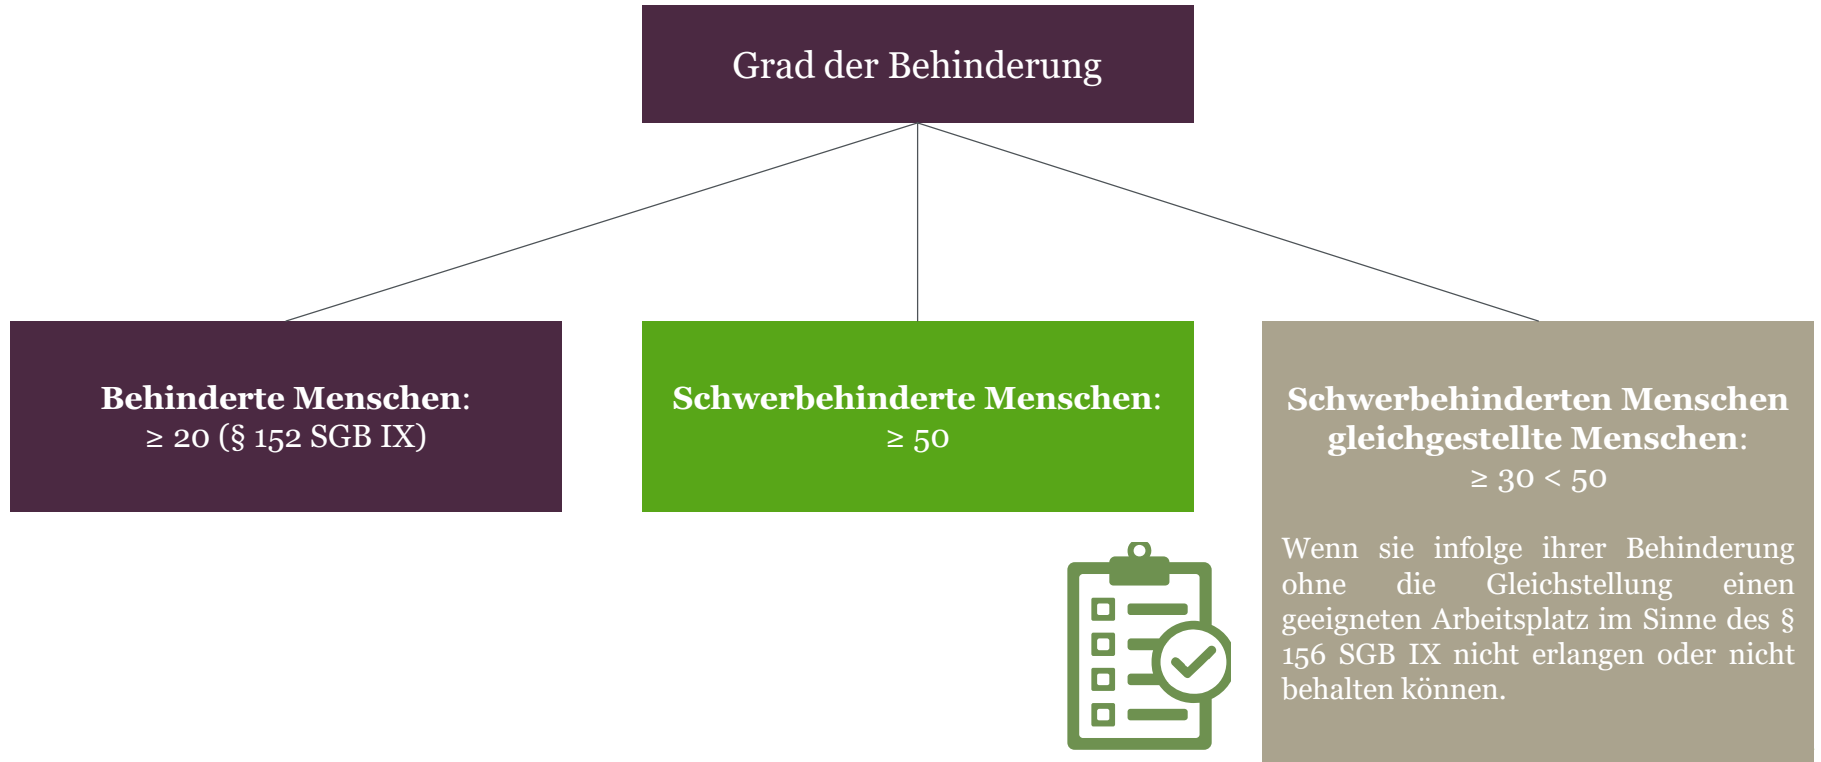 Grad der Behinderung
Behinderte Menschen:
≥ 20 (§ 152 SGB IX)
Schwerbehinderte Menschen:
≥ 50
Schwerbehinderten Menschen
gleichgestellte Menschen:
≥ 30 < 50
Wenn sie infolge ihrer Behinderung
ohne die Gleichstellung einen
geeigneten Arbeitsplatz im Sinne des §
156 SGB IX nicht erlangen oder nicht
behalten können.